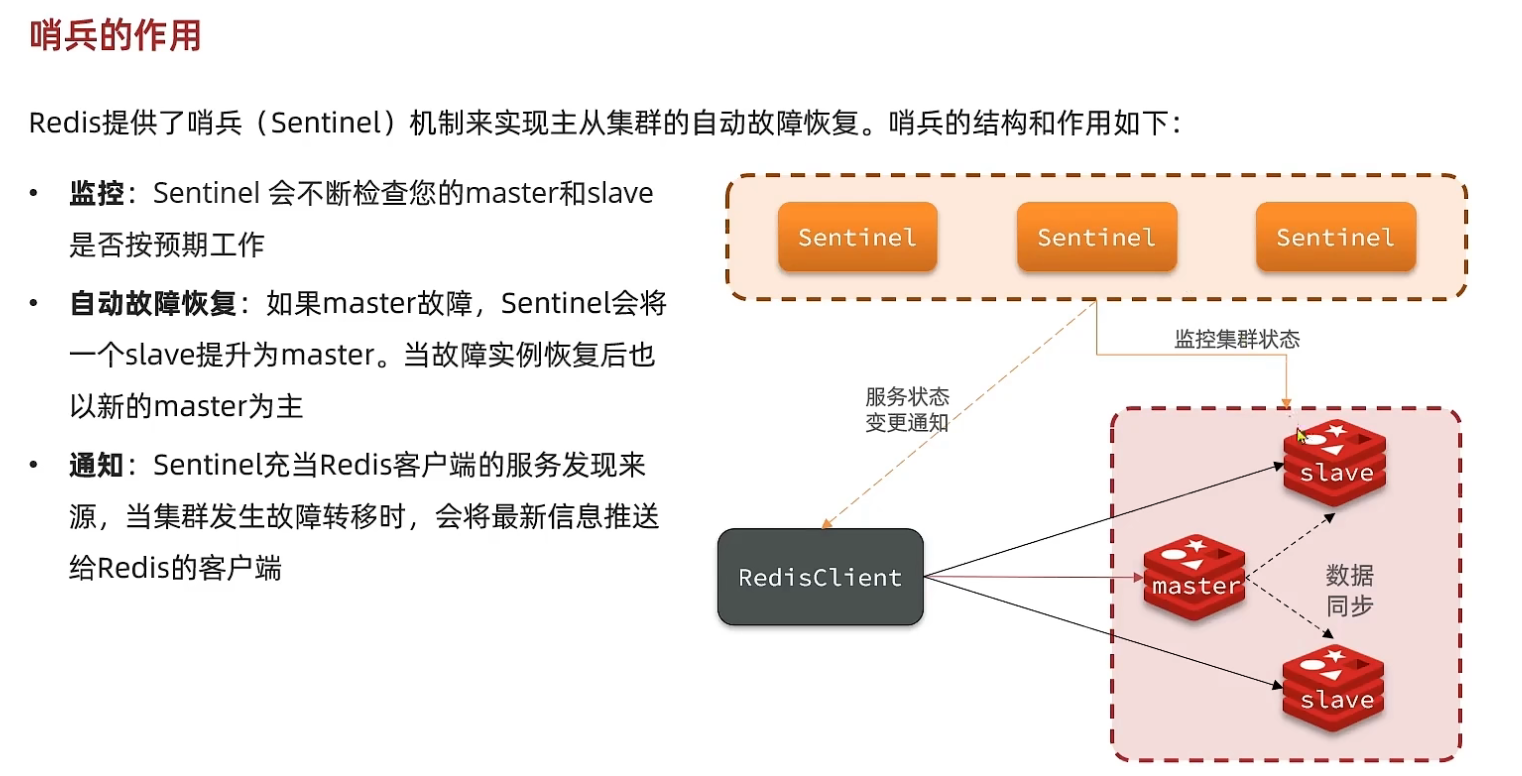 哨兵的作用
Redis提供了哨兵（Sentinel）机制来实现主从集群的自动故障恢复。哨兵的结构和作用如下：
• 监控：Sentinel 会不断检查您的master和slave
是否按预期工作
• 自动故障恢复：如果master故障，Sentinel会将
一个slave提升为master。当故障实例恢复后也
以新的master为主
• 通知：Sentinel充当Redis客户端的服务发现来
源，当集群发生故障转移时，会将最新信息推送
给Redis的客户端
Sentinel
Sentinel
Sentinel
监控集群状态
服务状态
变更通知
slave
RedisClient
master
数据
同步
slave